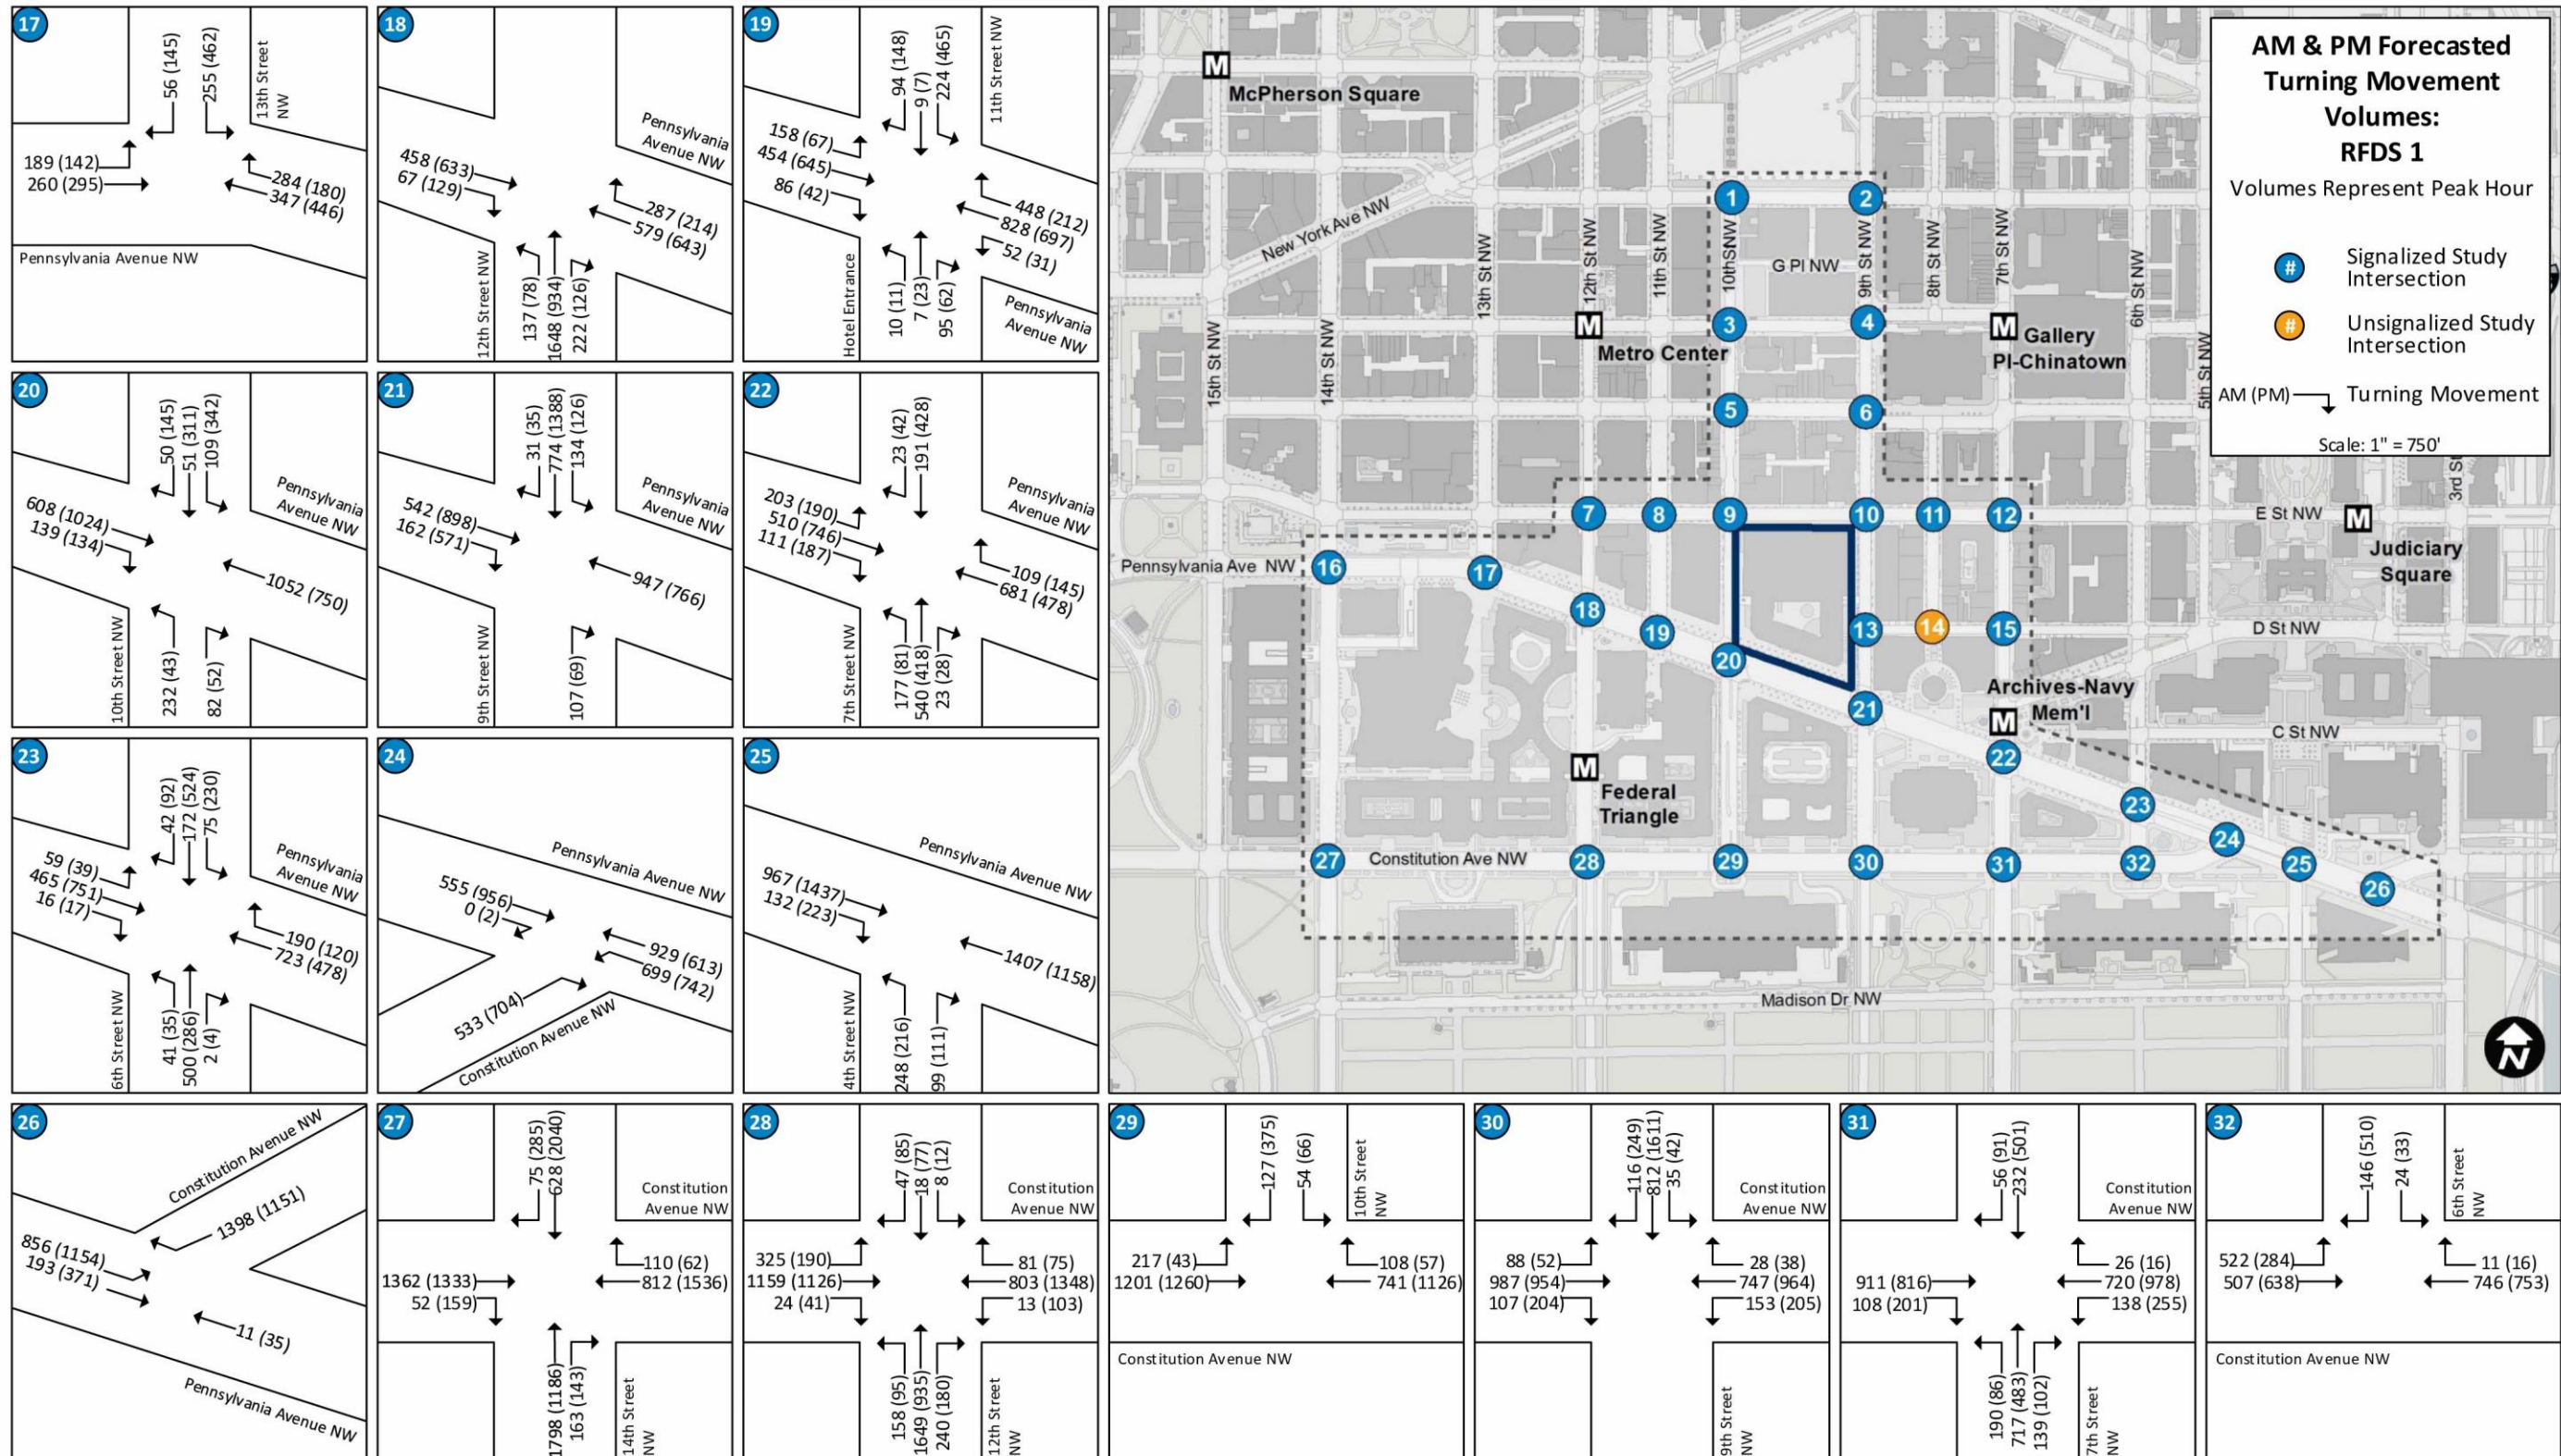 17
56 (145)
255 (462)
13th Street
NW
189 (142)
260 (295)
284 (180)
347 (446)
Pennsylvania Avenue NW
18
Pennsylvania
Avenue NW
458 (633)
67 (129)
287 (214)
579 (643)
12th Street NW
137 (78)
1648 (934)
222 (126)
19
94 (148)
9 (7)
224 (465)
11th Street NW
158 (67)
454 (645)
86 (42)
448 (212)
828 (697)
52 (31)
Hotel Entrance
10 (11)
7 (23)
95 (62)
Pennsylvania
Avenue NW
20
50 (145)
51 (311)
109 (342)
Pennsylvania
Avenue NW
608 (1024)
139 (134)
1052 (750)
10th Street NW
232 (43)
82 (52)
21
31 (35)
774 (1388)
134 (126)
Pennsylvania
Avenue NW
542 (898)
162 (571)
947 (766)
9th Street NW
107 (69)
22
23 (42)
191 (428)
Pennsylvania
Avenue NW
203 (190)
510 (746)
111 (187)
109 (145)
681 (478)
7th Street NW
177 (81)
540 (418)
23 (28)
23
42 (92)
172 (524)
75 (230)
Pennsylvania
Avenue NW
59 (39)
465 (751)
16 (17)
190 (120)
723 (478)
6th Street NW
41 (35)
500 (286)
2 (4)
24
Pennsylvania Avenue NW
555 (956)
0 (2)
929 (613)
699 (742)
533 (704)
Constitution Avenue NW
25
Pennsylvania Avenue NW
967 (1437)
132 (223)
1407 (1158)
4th Street NW
248 (216)
99 (111)
McPherson Square
New York Ave NW
15th St NW
14th St NW
13th St NW
12th St NW
11th St NW
10thStNW
9th St NW
8th St NW
7th St NW
6th St NW
5th St NW
3rd St
G Pl NW
M
M
Metro Center
M
Gallery
Pl-Chinatown
1
2
3
4
5
6
7
8
9
10
11
12
E St NW
M
Judiciary
Square
Pennsylvania Ave NW
16
17
18
19
20
13
14
15
D St NW
Archives-Navy
Mem'l
M
21
22
C St NW
M
Federal
Triangle
23
24
25
26
27
Constitution Ave NW
28
29
30
31
32
Madison Dr NW
N
AM & PM Forecasted
Turning Movement
Volumes:
RFDS 1
Volumes Represent Peak Hour
#
Signalized Study
Intersection
#
Unsignalized Study
Intersection
AM (PM)
Turning Movement
Scale: 1" = 750'
26
Constitution Avenue NW
1398 (1151)
856 (1154)
193 (371)
11 (35)
Pennsylvania Avenue NW
27
75 (285)
628 (2040)
Constitution
Avenue NW
110 (62)
1362 (1333)
812 (1536)
52 (159)
1798 (1186)
163 (143)
14th Street
NW
28
47 (85)
18 (77)
8 (12)
Constitution
Avenue NW
325 (190)
1159 (1126)
24 (41)
81 (75)
803 (1348)
13 (103)
158 (95)
1649 (935)
240 (180)
12th Street
NW
29
127 (375)
54 (66)
10th Street
NW
217 (43)
1201 (1260)
108 (57)
741 (1126)
Constitution Avenue NW
30
116 (249)
812 (1611)
35 (42)
Constitution
Avenue NW
88 (52)
987 (954)
107 (204)
28 (38)
747 (964)
153 (205)
9th Street
NW
31
56 (91)
232 (501)
Constitution
Avenue NW
911 (816)
108 (201)
26 (16)
720 (978)
138 (255)
190 (86)
717 (483)
139 (102)
7th Street
NW
32
146 (510)
24 (33)
6th Street
NW
522 (284)
507 (638)
11 (16)
746 (753)
Constitution Avenue NW